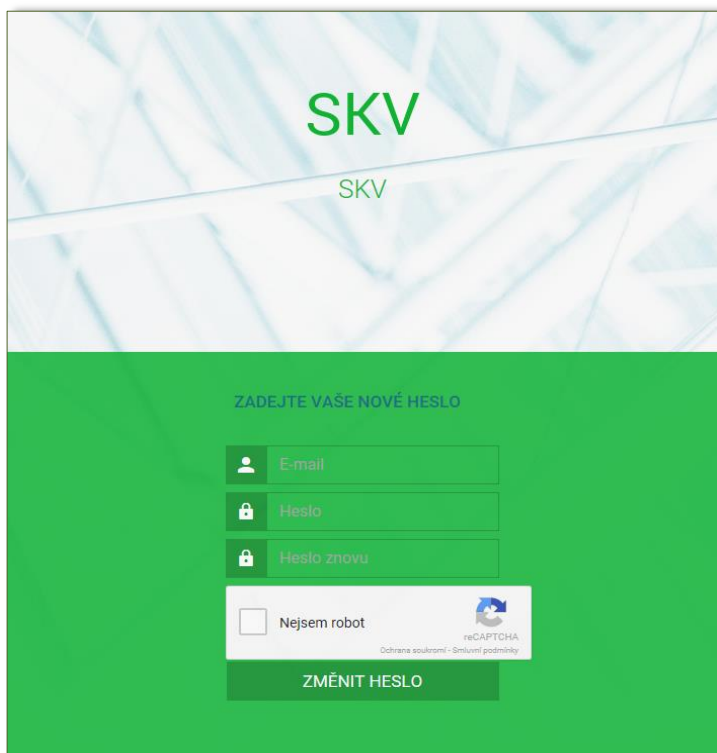 SKV
SKV
ZADEJTE VAŠE NOVÉ HESLO
E-mail
Heslo
Heslo znovu
Nejsem robot
reCAPTCHA
Ochrana soukromí - Smluvní podmínky
ZMĚNIT HESLO